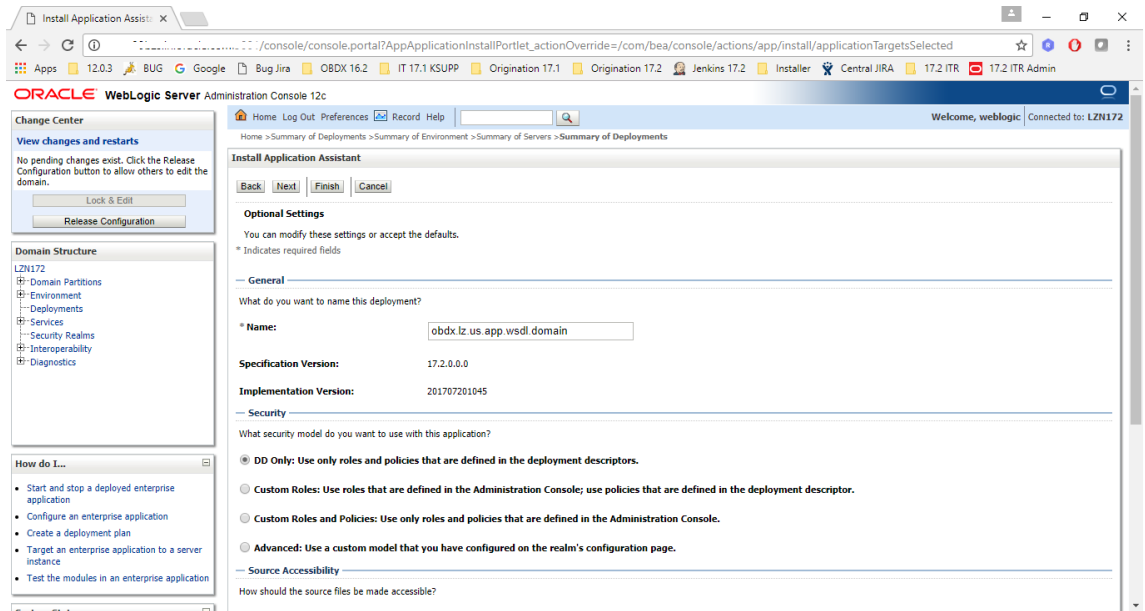 Install Application Assista
/console/console.portal?AppApplicationInstallPortlet_actionOverride=/com/bea/console/actions/app/install/applicationTargetsSelected
Apps 12.0.3 BUG Google Bug Jira OBDX 16.2 IT 17.1 KSUPP Origination 17.1 Origination 17.2 Jenkins 17.2 Installer Central JIRA 17.2 ITR 17.2 ITR Admin
ORACLE WebLogic Server Administration Console 12c
Change Center
View changes and restarts
No pending changes exist. Click the Release
Configuration button to allow others to edit the
domain.
Lock & Edit
Release Configuration
Domain Structure
LZN172
Domain Partitions
Environment
Deployments
Services
Security Realms
Interoperability
Diagnostics
How do I...
Start and stop a deployed enterprise
application
Configure an enterprise application
Create a deployment plan
Target an enterprise application to a server
instance
Test the modules in an enterprise application
Home Log Out Preferences Record Help
Welcome, weblogic Connected to: LZN172
Home >Summary of Deployments >Summary of Environment >Summary of Servers >Summary of Deployments
Install Application Assistant
Back Next Finish Cancel
Optional Settings
You can modify these settings or accept the defaults.
* Indicates required fields
General
What do you want to name this deployment?
* Name: obdx.lz.us.app.wsdl.domain
Specification Version: 17.2.0.0.0
Implementation Version: 201707201045
Security
What security model do you want to use with this application?
DD Only: Use only roles and policies that are defined in the deployment descriptors.
Custom Roles: Use roles that are defined in the Administration Console; use policies that are defined in the deployment descriptor.
Custom Roles and Policies: Use only roles and policies that are defined in the Administration Console.
Advanced: Use a custom model that you have configured on the realm's configuration page.
Source Accessibility
How should the source files be made accessible?